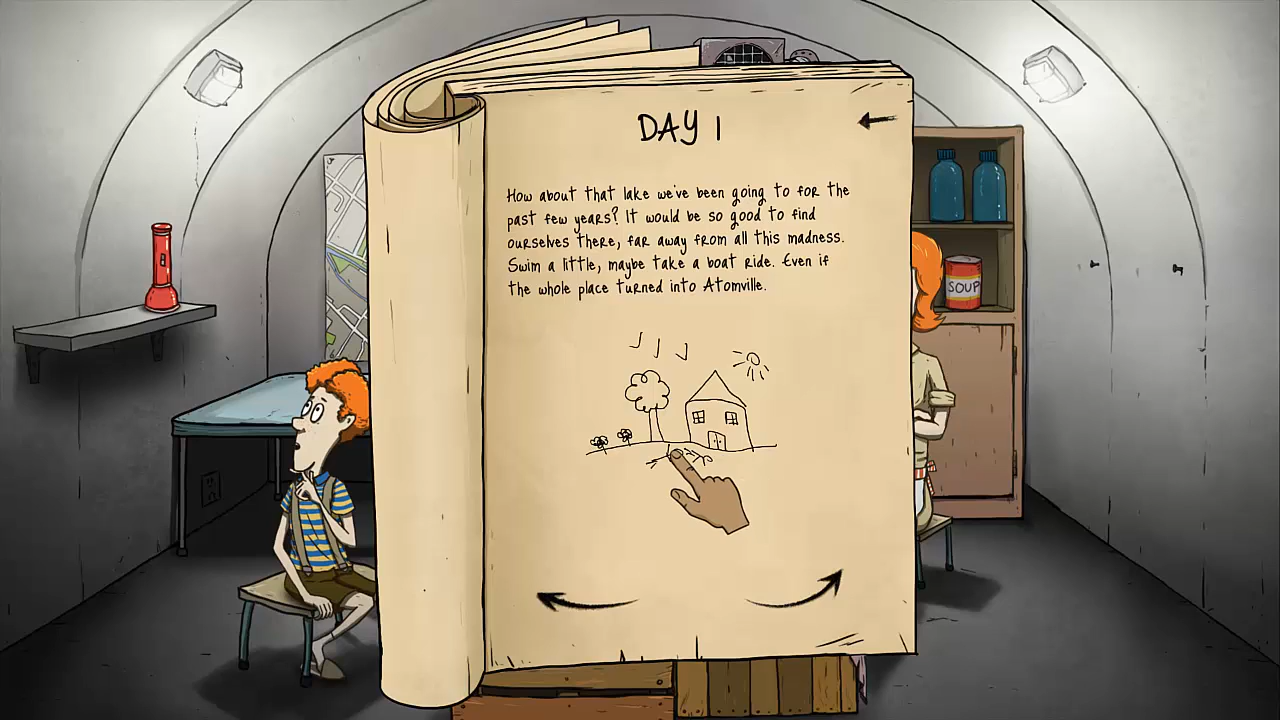 DAY 1
How about that lake we've been going to for the
past few years? It would be so good to find
ourselves there, far away from all this madness.
Swim a little, maybe take a boat ride. Even if
the whole place turned into Atomville.
SOUP